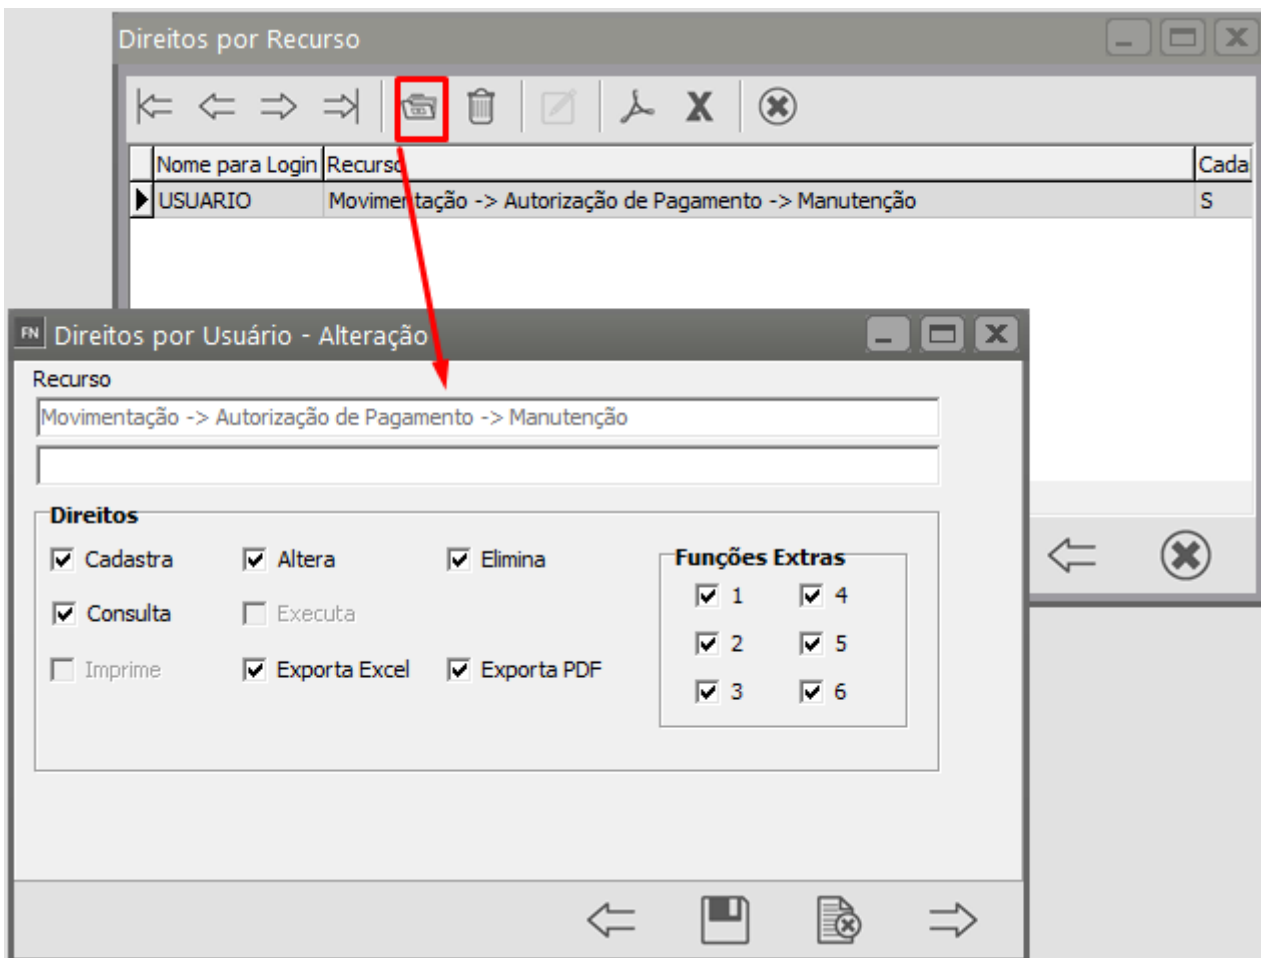 Direitos por Recurso
Nome para Login Recurso Cada
USUARIO Movimentação -> Autorização de Pagamento -> Manutenção S
FN Direitos por Usuário - Alteração
Recurso
Movimentação -> Autorização de Pagamento -> Manutenção
Direitos
Cadastra Altera Elimina
Consulta Executa
Imprime Exporta Excel Exporta PDF
Funções Extras
1 4
2 5
3 6